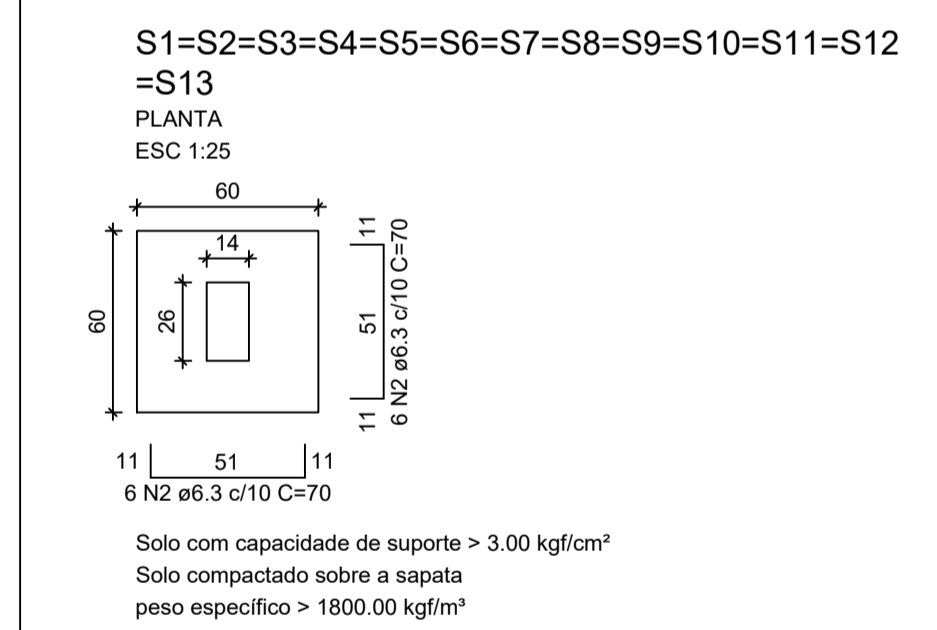 S1=S2=S3=S4=S5=S6=S7=S8=S9=S10=S11=S12
=S13
PLANTA
ESC 1:25
60
14
60
26
11
51
11
6 N2 ø6.3 c/10 C=70
11
51
11
6 N2 ø6.3 c/10 C=70
Solo com capacidade de suporte > 3.00 kgf/cm²
Solo compactado sobre a sapata
peso específico > 1800.00 kgf/m³